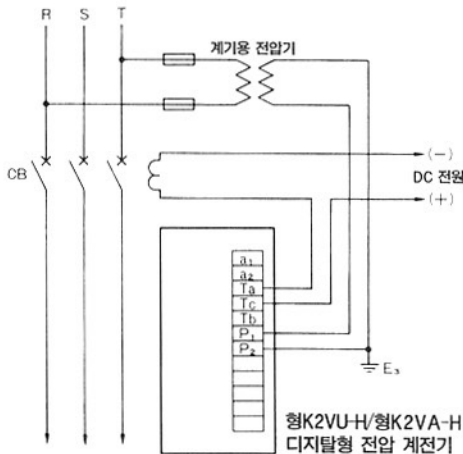 R S T
계기용 전압기
CB
(-)
DC 전원
(+)
a₁
a₂
Ta
Tc
Tb
P₁
P₂
E₃
형K2VU-H/형K2VA-H
디지탈형 전압 계전기